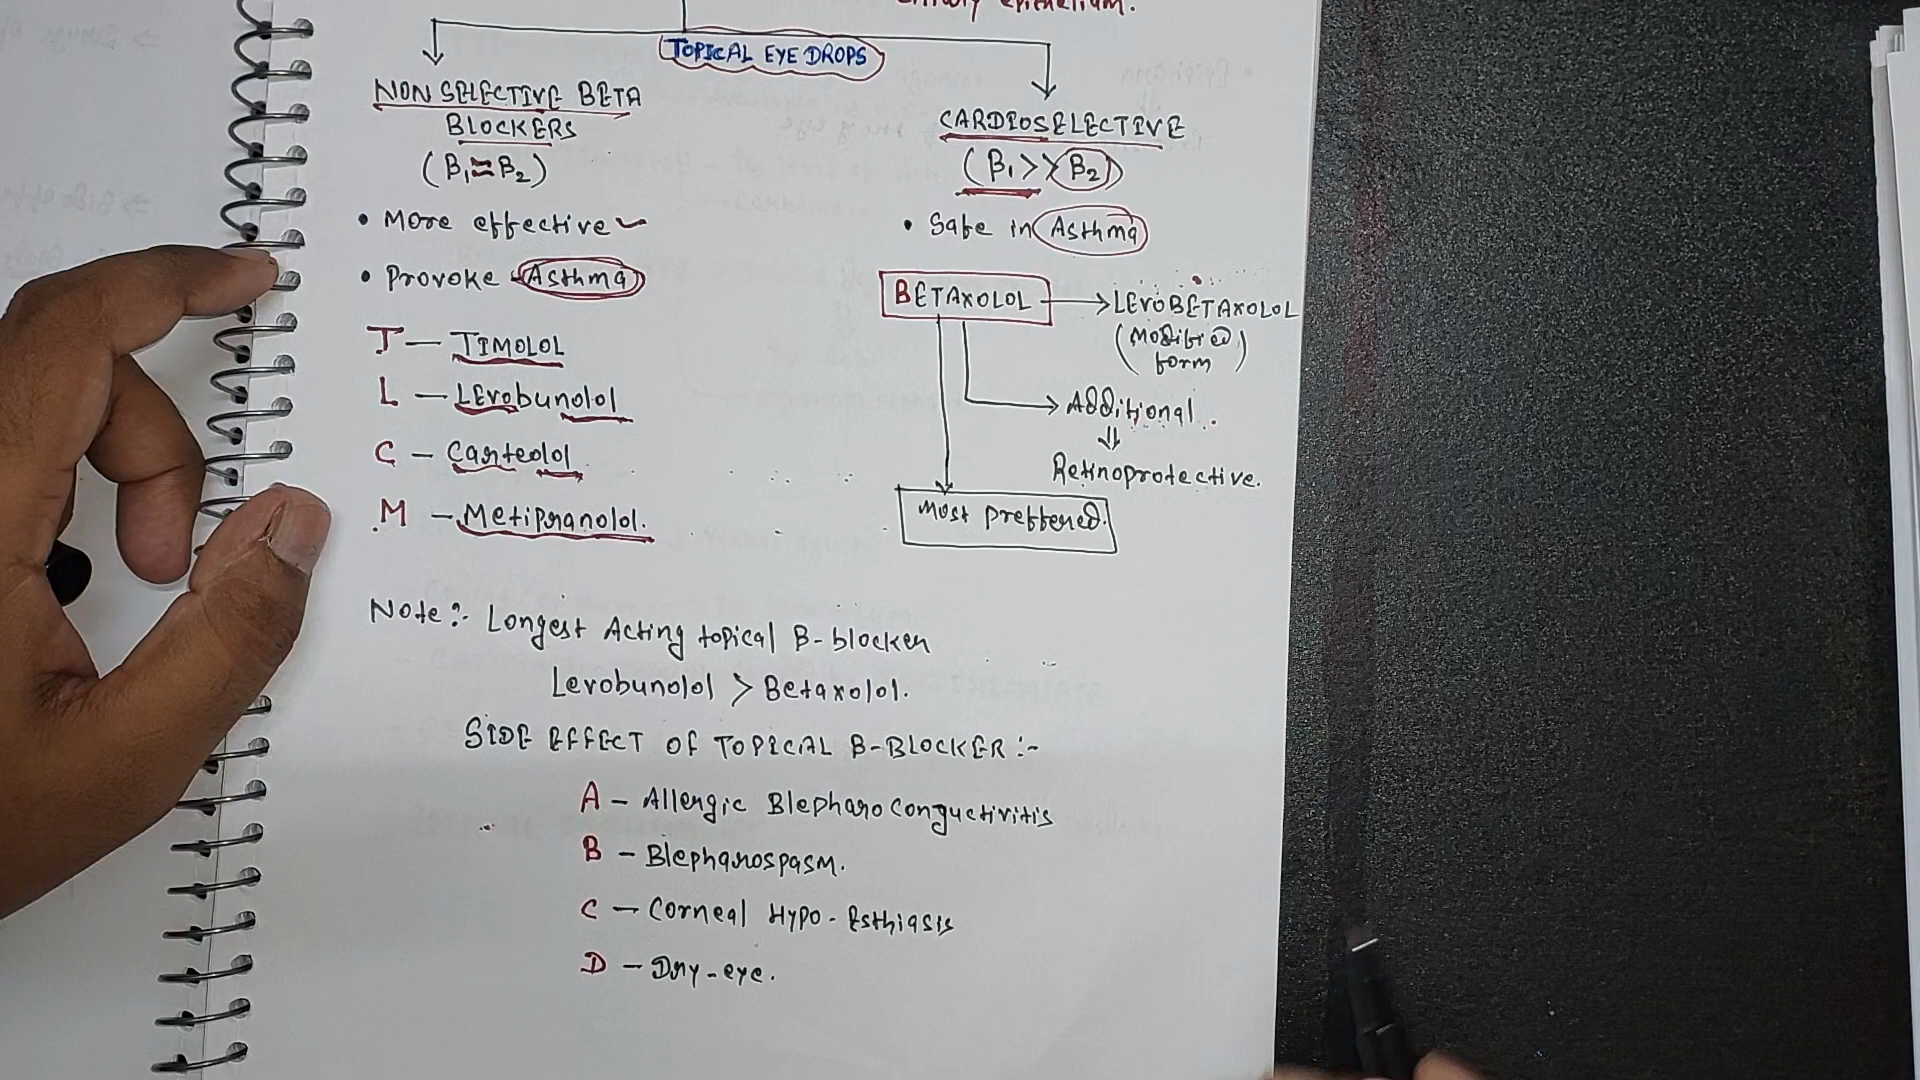 epithelium.
TOPICAL EYE DROPS
NON SELECTIVE BETA
BLOCKERS
(B₁≈B₂)
• More effective
• Provoke Asthma
T — TIMOLOL
L — LEvobunolol
C — Carteolol
M — Metipranolol.
CARDIOSELECTIVE
(B₁>>B₂)
• Safe in Asthma
BETAXOLOL → LEVOBETAXOLOL
(Modified
form)
→ Additional
⇓
Retinoprotective.
Most preffered.
Note:- Longest Acting topical B-blocker
Levobunolol > Betaxolol.
SIDE EFFECT OF TOPICAL B-BLOCKER :-
A — Allergic Blepharo Conguctivitis
B — Blepharospasm.
C — Corneal Hypo-Esthiasis
D — Dry-eye.